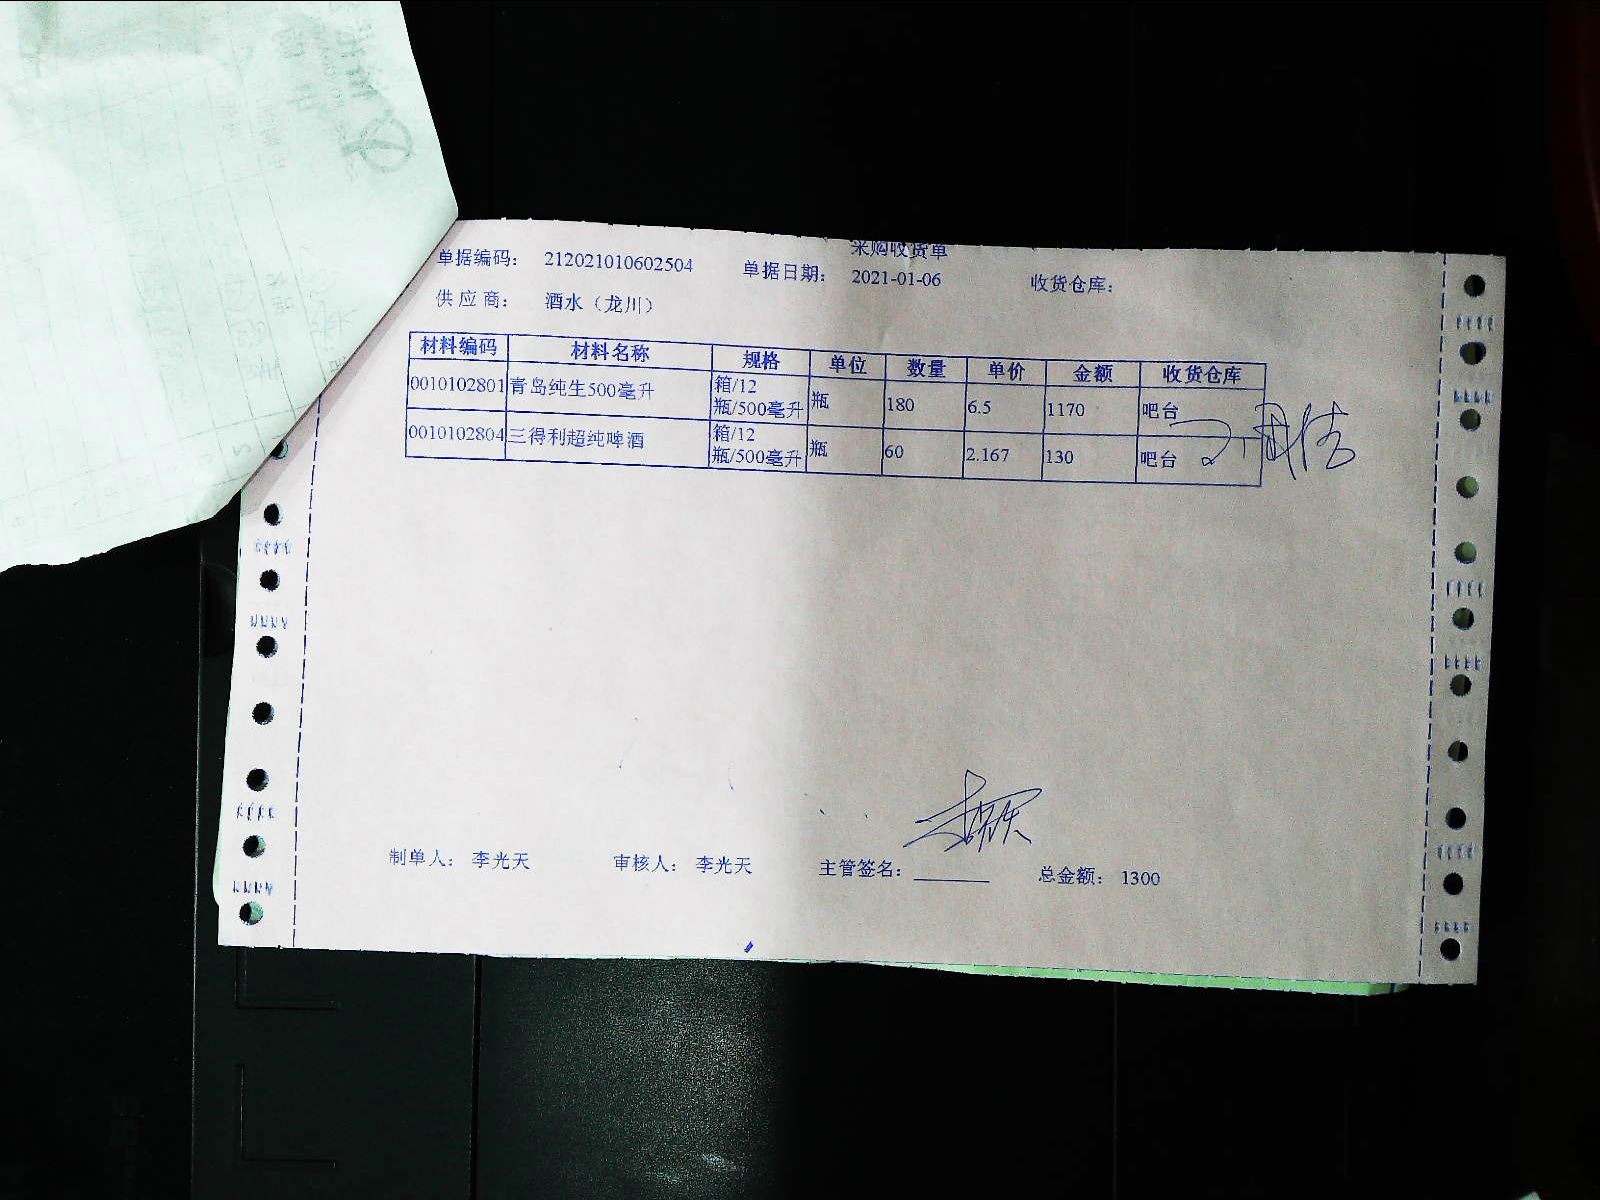 采购收货单
单据编码： 212021010602504 单据日期： 2021-01-06 收货仓库：
供应商： 酒水（龙川）
材料编码 材料名称 规格 单位 数量 单价 金额 收货仓库
0010102801 青岛纯生500毫升 箱/12瓶/500毫升 瓶 180 6.5 1170 吧台
0010102804 三得利超纯啤酒 箱/12瓶/500毫升 瓶 60 2.167 130 吧台
制单人： 李光天 审核人： 李光天 主管签名： 总金额： 1300